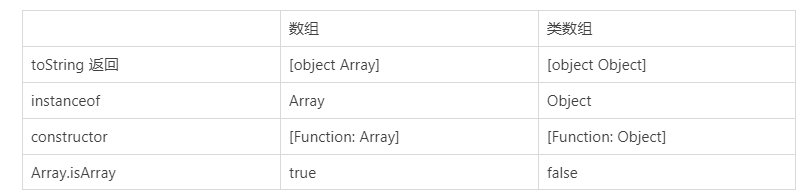 数组 类数组
toString 返回 [object Array] [object Object]
instanceof Array Object
constructor [Function: Array] [Function: Object]
Array.isArray true false